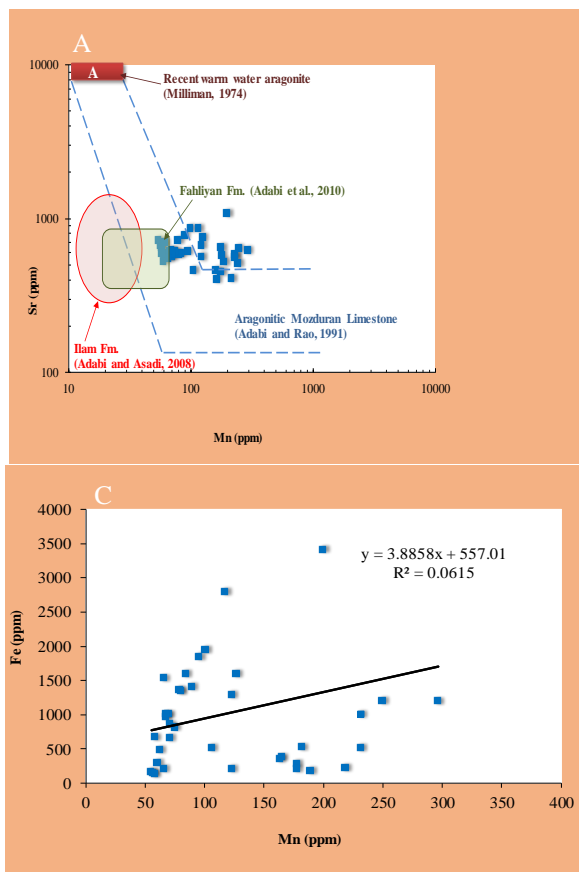 A
10000
A
Recent warm water aragonite
(Milliman, 1974)
Fahliyan Fm. (Adabi et al., 2010)
1000
Sr (ppm)
Aragonitic Mozduran Limestone
(Adabi and Rao, 1991)
Ilam Fm.
(Adabi and Asadi, 2008)
100
10 100 1000 10000
Mn (ppm)
C
4000
y = 3.8858x + 557.01
R² = 0.0615
3500
3000
2500
Fe (ppm)
2000
1500
1000
500
0
0 50 100 150 200 250 300 350 400
Mn (ppm)